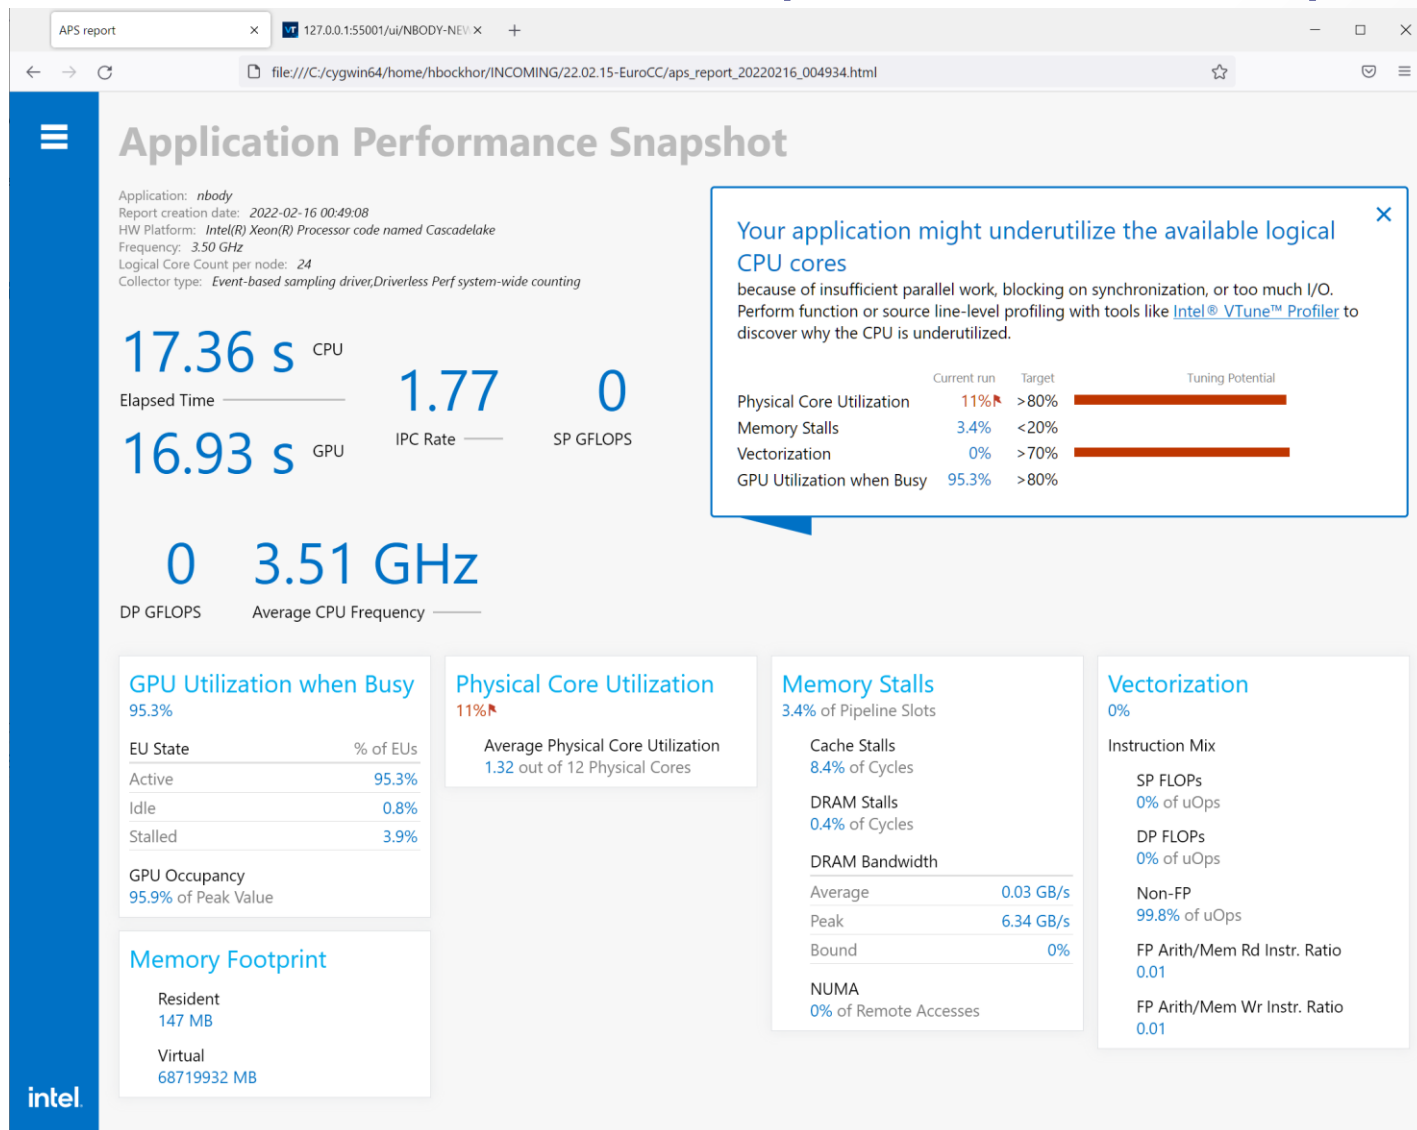 APS report
127.0.0.1:55001/ui/NBODY-NEW
file:///C:/cygwin64/home/hbockhor/INCOMING/22.02.15-EuroCC/aps_report_20220216_004934.html
Application Performance Snapshot
Application: nbody
Report creation date: 2022-02-16 00:49:08
HW Platform: Intel(R) Xeon(R) Processor code named Cascadelake
Frequency: 3.50 GHz
Logical Core Count per node: 24
Collector type: Event-based sampling driver,Driverless Perf system-wide counting
17.36 s CPU
Elapsed Time
16.93 s GPU
1.77
IPC Rate
0
SP GFLOPS
0
DP GFLOPS
3.51 GHz
Average CPU Frequency
Your application might underutilize the available logical
CPU cores
because of insufficient parallel work, blocking on synchronization, or too much I/O.
Perform function or source line-level profiling with tools like Intel® VTune™ Profiler to
discover why the CPU is underutilized.
Current run Target Tuning Potential
Physical Core Utilization 11% >80%
Memory Stalls 3.4% <20%
Vectorization 0% >70%
GPU Utilization when Busy 95.3% >80%
GPU Utilization when Busy
95.3%
EU State % of EUs
Active 95.3%
Idle 0.8%
Stalled 3.9%
GPU Occupancy
95.9% of Peak Value
Memory Footprint
Resident
147 MB
Virtual
68719932 MB
Physical Core Utilization
11%
Average Physical Core Utilization
1.32 out of 12 Physical Cores
Memory Stalls
3.4% of Pipeline Slots
Cache Stalls
8.4% of Cycles
DRAM Stalls
0.4% of Cycles
DRAM Bandwidth
Average 0.03 GB/s
Peak 6.34 GB/s
Bound 0%
NUMA
0% of Remote Accesses
Vectorization
0%
Instruction Mix
SP FLOPs
0% of uOps
DP FLOPs
0% of uOps
Non-FP
99.8% of uOps
FP Arith/Mem Rd Instr. Ratio
0.01
FP Arith/Mem Wr Instr. Ratio
0.01
intel.